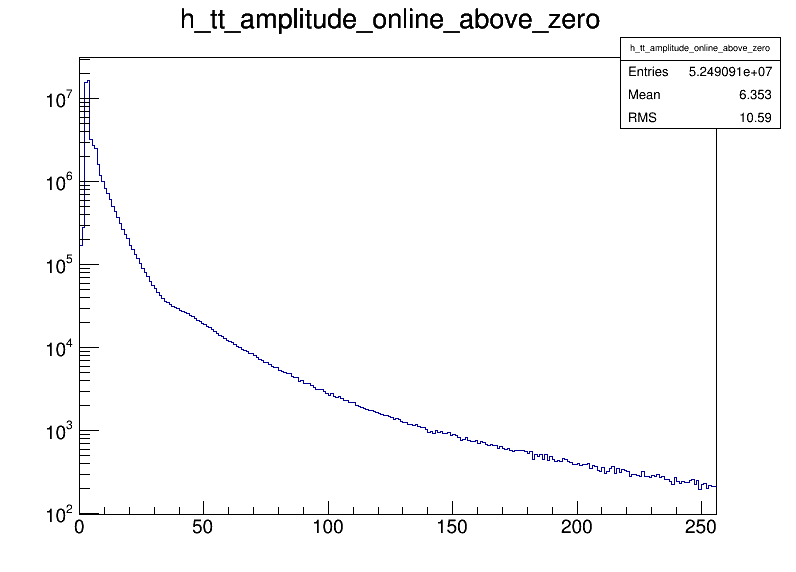 h_tt_amplitude_online_above_zero
h_tt_amplitude_online_above_zero
Entries 5.249091e+07
Mean 6.353
RMS 10.59
10^7
10^6
10^5
10^4
10^3
10^2
0 50 100 150 200 250